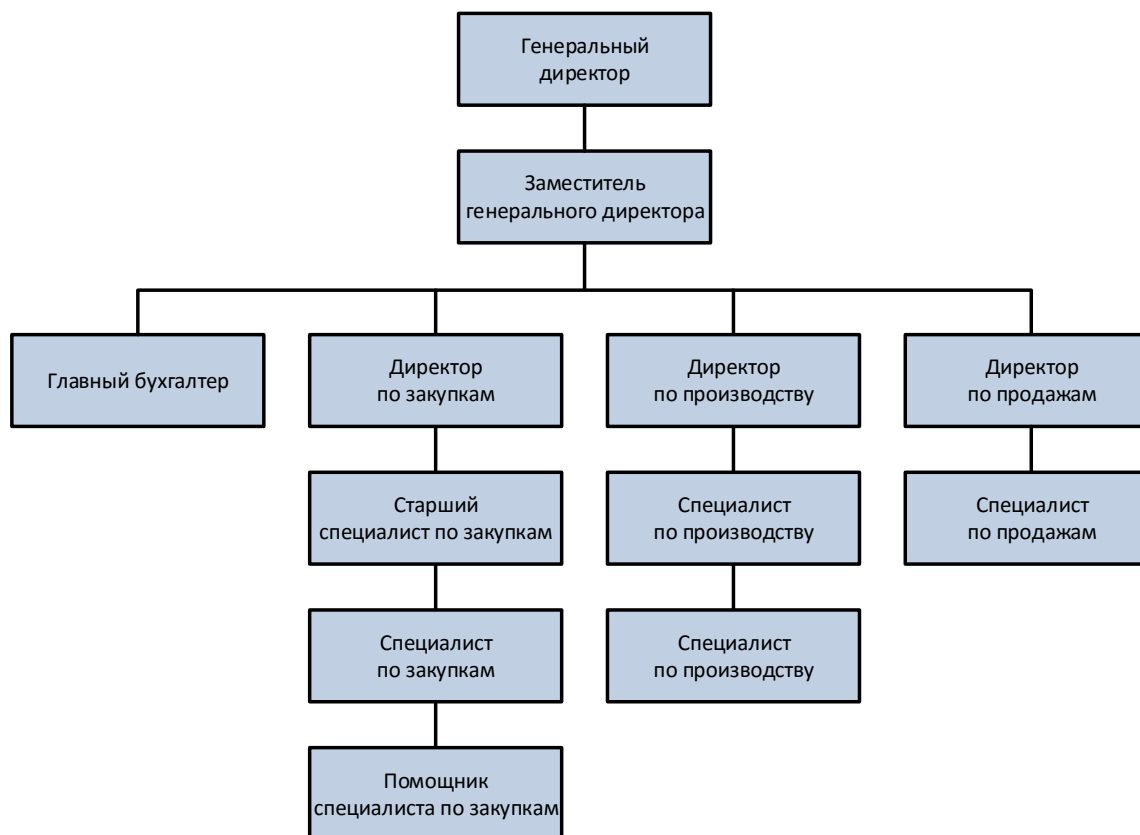 Генеральный
директор
Заместитель
генерального директора
Главный бухгалтер
Директор
по закупкам
Директор
по производству
Директор
по продажам
Старший
специалист по закупкам
Специалист
по производству
Специалист
по продажам
Специалист
по закупкам
Специалист
по производству
Помощник
специалиста по закупкам